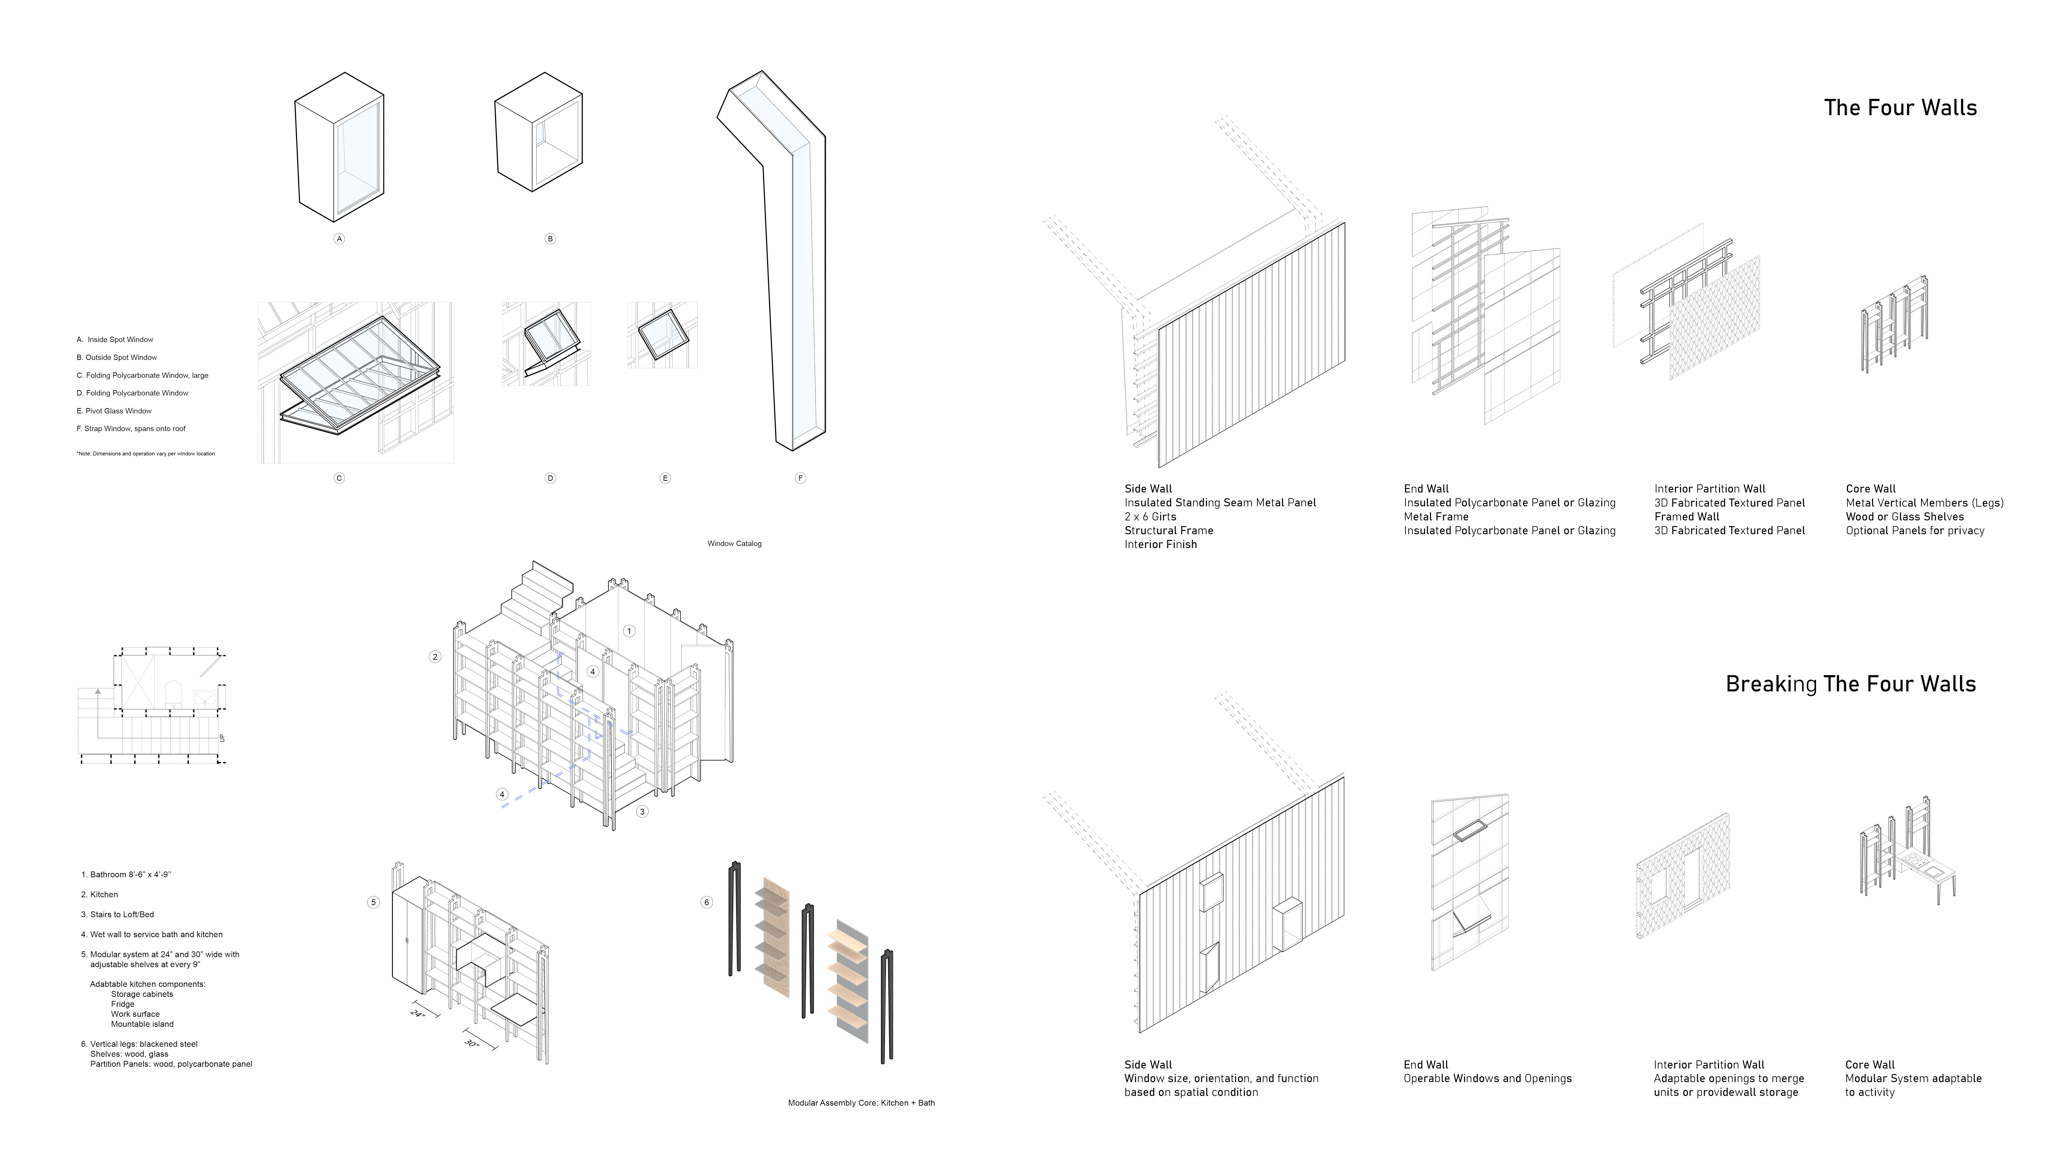 A
B
A. Inside Spot Window
B. Outside Spot Window
C. Folding Polycarbonate Window, large
D. Folding Polycarbonate Window
E. Pivot Glass Window
F. Strap Window, spans onto roof
*Note: Dimensions and operation vary per window location
C
D
E
F
Window Catalog
UP
1
2
4
4
3
1. Bathroom 8'-6" x 4'-9"
2. Kitchen
3. Stairs to Loft/Bed
4. Wet wall to service bath and kitchen
5. Modular system at 24" and 30" wide with
adjustable shelves at every 9"
Adabtable kitchen components:
Storage cabinets
Fridge
Work surface
Mountable island
6. Vertical legs: blackened steel
Shelves: wood, glass
Partition Panels: wood, polycarbonate panel
5
24"
30"
6
Modular Assembly Core: Kitchen + Bath
The Four Walls
Side Wall
Insulated Standing Seam Metal Panel
2 x 6 Girts
Structural Frame
Interior Finish
End Wall
Insulated Polycarbonate Panel or Glazing
Metal Frame
Insulated Polycarbonate Panel or Glazing
Interior Partition Wall
3D Fabricated Textured Panel
Framed Wall
3D Fabricated Textured Panel
Core Wall
Metal Vertical Members (Legs)
Wood or Glass Shelves
Optional Panels for privacy
Breaking The Four Walls
Side Wall
Window size, orientation, and function
based on spatial condition
End Wall
Operable Windows and Openings
Interior Partition Wall
Adaptable openings to merge
units or providewall storage
Core Wall
Modular System adaptable
to activity